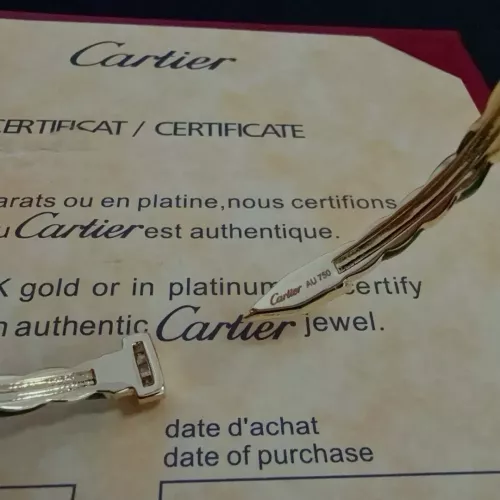 Cartier
CERTIFICAT / CERTIFICATE
arats ou en platine,nous certifions
u Cartier est authentique.
K gold or in platinum certify
n authentic Cartier jewel.
Cartier AU 750
date d'achat
date of purchase